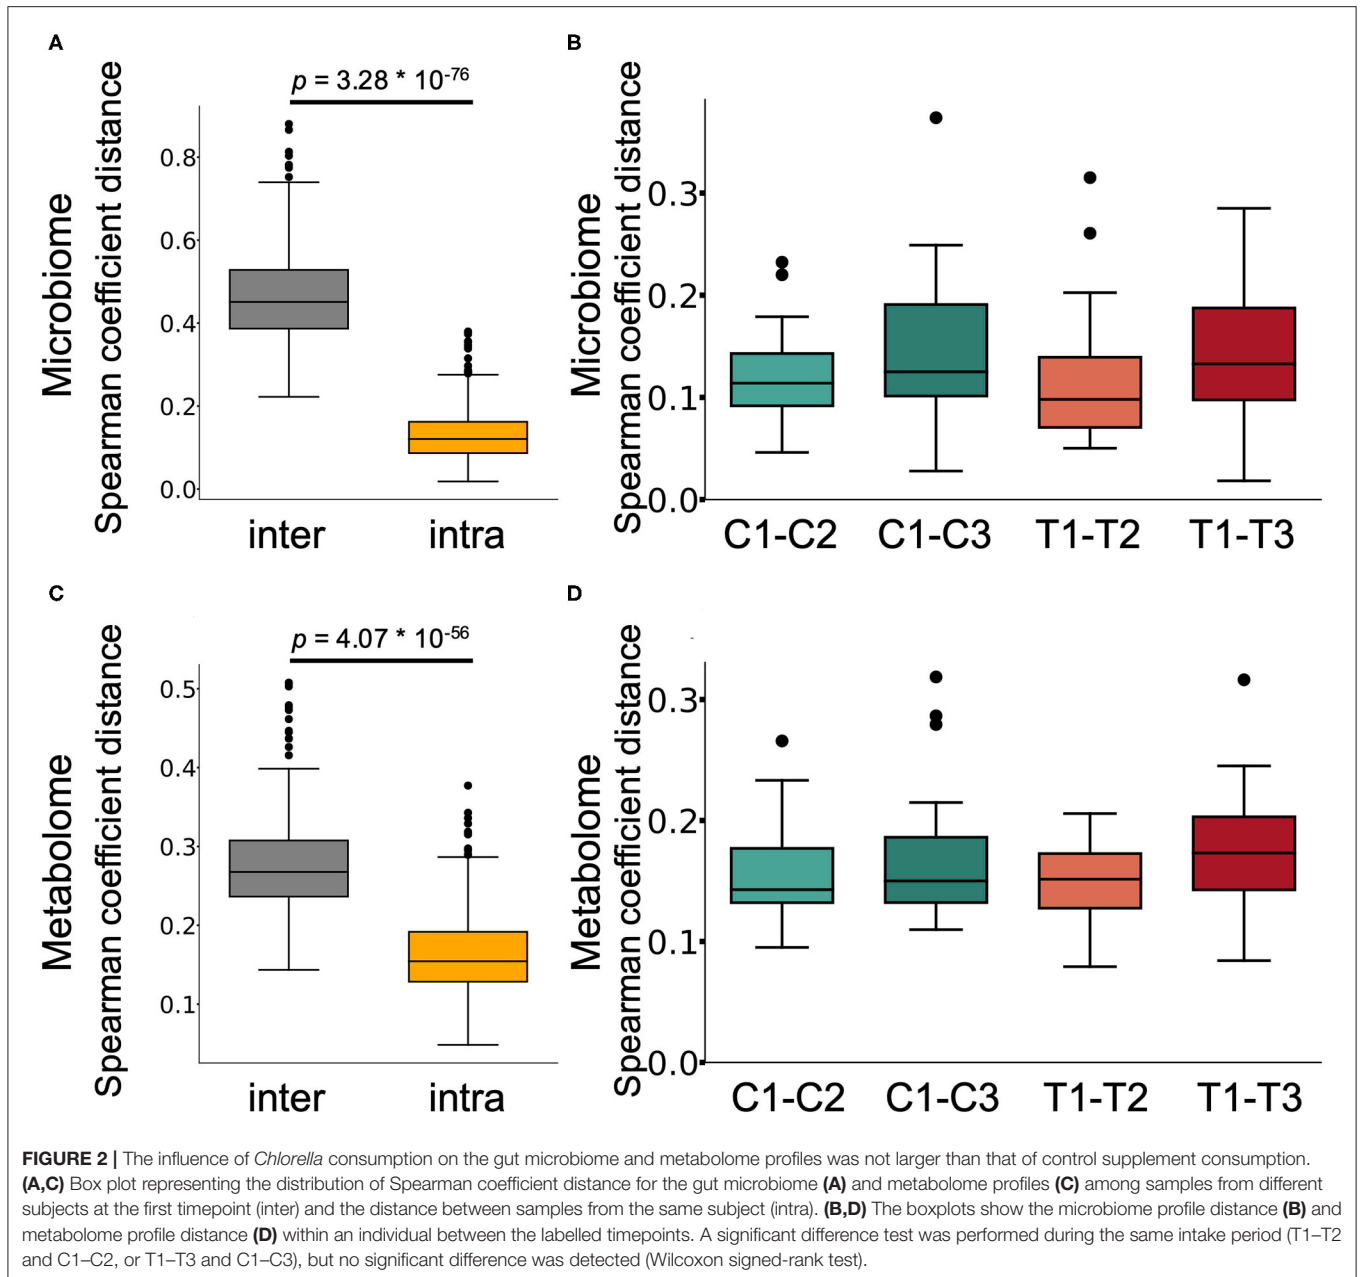 A
p = 3.28 * 10-76
Microbiome
Spearman coefficient distance
0.8
0.6
0.4
0.2
0.0
inter intra
B
Microbiome
Spearman coefficient distance
0.3
0.2
0.1
0.0
C1-C2 C1-C3 T1-T2 T1-T3
C
p = 4.07 * 10-56
Metabolome
Spearman coefficient distance
0.5
0.4
0.3
0.2
0.1
inter intra
D
Metabolome
Spearman coefficient distance
0.3
0.2
0.1
0.0
C1-C2 C1-C3 T1-T2 T1-T3
FIGURE 2 | The influence of Chlorella consumption on the gut microbiome and metabolome profiles was not larger than that of control supplement consumption.
(A,C) Box plot representing the distribution of Spearman coefficient distance for the gut microbiome (A) and metabolome profiles (C) among samples from different
subjects at the first timepoint (inter) and the distance between samples from the same subject (intra). (B,D) The boxplots show the microbiome profile distance (B) and
metabolome profile distance (D) within an individual between the labelled timepoints. A significant difference test was performed during the same intake period (T1–T2
and C1–C2, or T1–T3 and C1–C3), but no significant difference was detected (Wilcoxon signed-rank test).